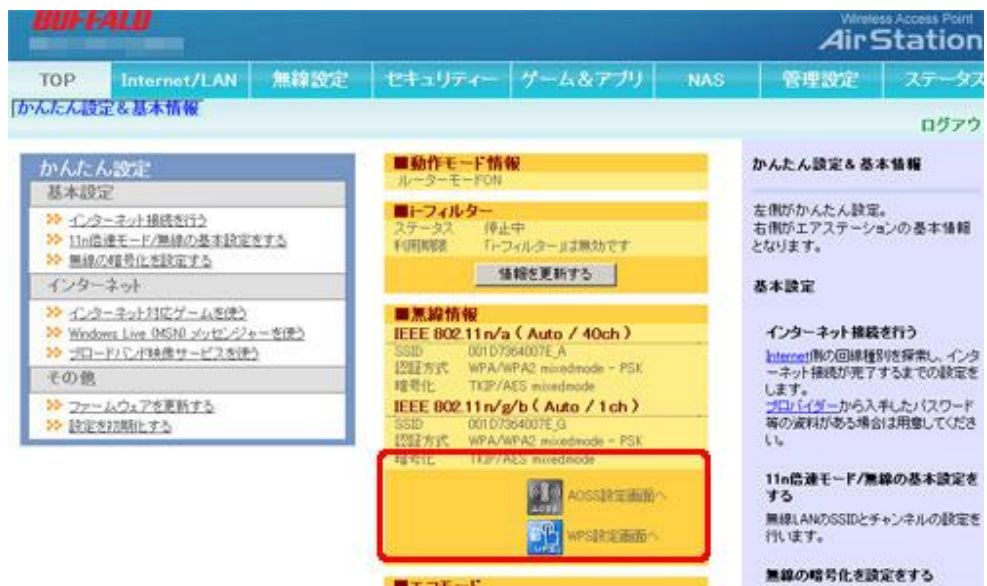 BUFFALO
Wireless Access Point
AirStation
TOP Internet/LAN 無線設定 セキュリティー ゲーム&アプリ NAS 管理設定 ステータス
かんたん設定&基本情報
ログアウ
かんたん設定
基本設定
インターネット接続を行う
11n倍速モード/無線の基本設定をする
無線の暗号化を設定する
インターネット
インターネット対応ゲームを使う
Windows Live (MSN) メッセンジャーを使う
ブロードバンド映像サービスを使う
その他
ファームウェアを更新する
設定を初期化する
■動作モード情報
ルーターモードON
■i-フィルター
ステータス 停止中
利用期限 「i-フィルター」は無効です
情報を更新する
■無線情報
IEEE 802.11n/a ( Auto / 40ch )
SSID 001D7364007E_A
認証方式 WPA/WPA2 mixedmode - PSK
暗号化 TKIP/AES mixedmode
IEEE 802.11n/g/b ( Auto / 1ch )
SSID 001D7364007E_G
認証方式 WPA/WPA2 mixedmode - PSK
暗号化 TKIP/AES mixedmode
AOSS AOSS設定画面へ
WPS WPS設定画面へ
■エコモード
かんたん設定&基本情報
左側がかんたん設定。
右側がエアステーションの基本情報
となります。
基本設定
インターネット接続を行う
Internet側の回線種別を探索し、インタ
ーネット接続が完了するまでの設定を
します。
プロバイダーから入手したパスワード
等の資料がある場合は用意してくださ
い。
11n倍速モード/無線の基本設定を
する
無線LANのSSIDとチャンネルの設定を
行います。
無線の暗号化を設定をする